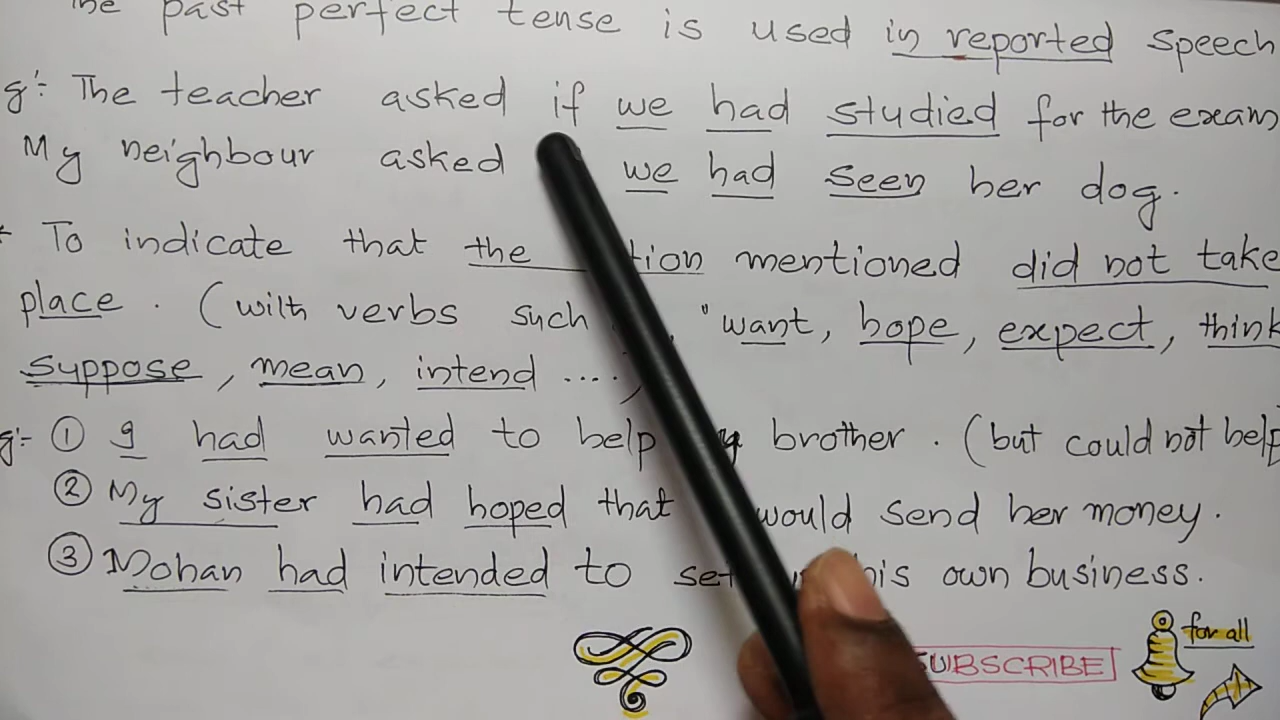 The past perfect tense is used in reported speech
g:- The teacher asked if we had studied for the exam
My neighbour asked we had seen her dog.
* To indicate that the tion mentioned did not take
place. (with verbs such "want, hope, expect, think
suppose, mean, intend ....)
g:- ① I had wanted to help brother. (but could not help
② My sister had hoped that would send her money.
③ Mohan had intended to set his own business.
for all
SUBSCRIBE